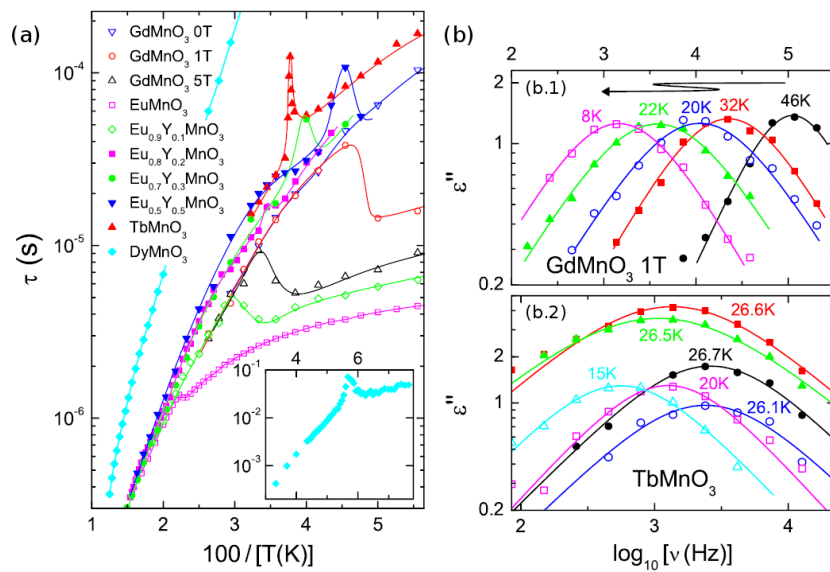 (a)
GdMnO₃ 0T
GdMnO₃ 1T
GdMnO₃ 5T
EuMnO₃
Eu₀.₉Y₀.₁MnO₃
Eu₀.₈Y₀.₂MnO₃
Eu₀.₇Y₀.₃MnO₃
Eu₀.₅Y₀.₅MnO₃
TbMnO₃
DyMnO₃
τ (s)
10⁻⁴
10⁻⁵
10⁻⁶
1 2 3 4 5
100/[T(K)]
4 6
10⁻¹
10⁻²
10⁻³
(b)
2 3 4 5
(b.1)
8K 22K 20K 32K 46K
2
1
0.2
ε''
GdMnO₃ 1T
(b.2)
26.6K
26.5K
26.7K
15K
20K
26.1K
2
1
0.2
ε''
TbMnO₃
2 3 4
log₁₀[ν(Hz)]